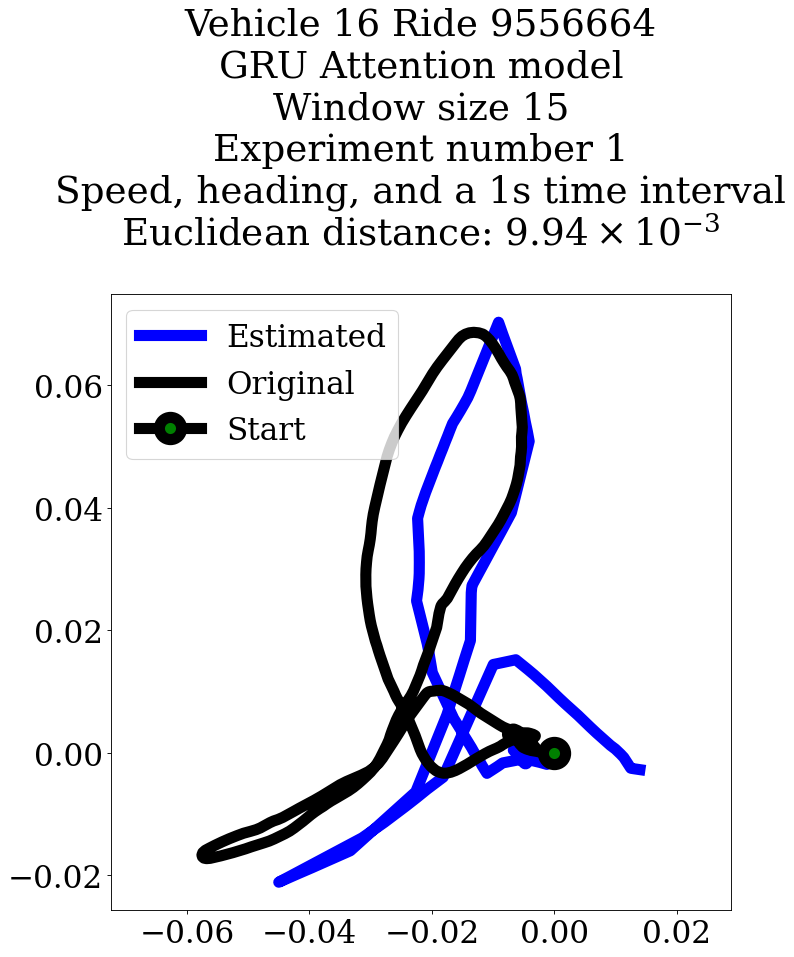 Vehicle 16 Ride 9556664
GRU Attention model
Window size 15
Experiment number 1
Speed, heading, and a 1s time interval
Euclidean distance: 9.94 × 10⁻³
Estimated
Original
Start
0.06
0.04
0.02
0.00
−0.02
−0.06 −0.04 −0.02 0.00 0.02